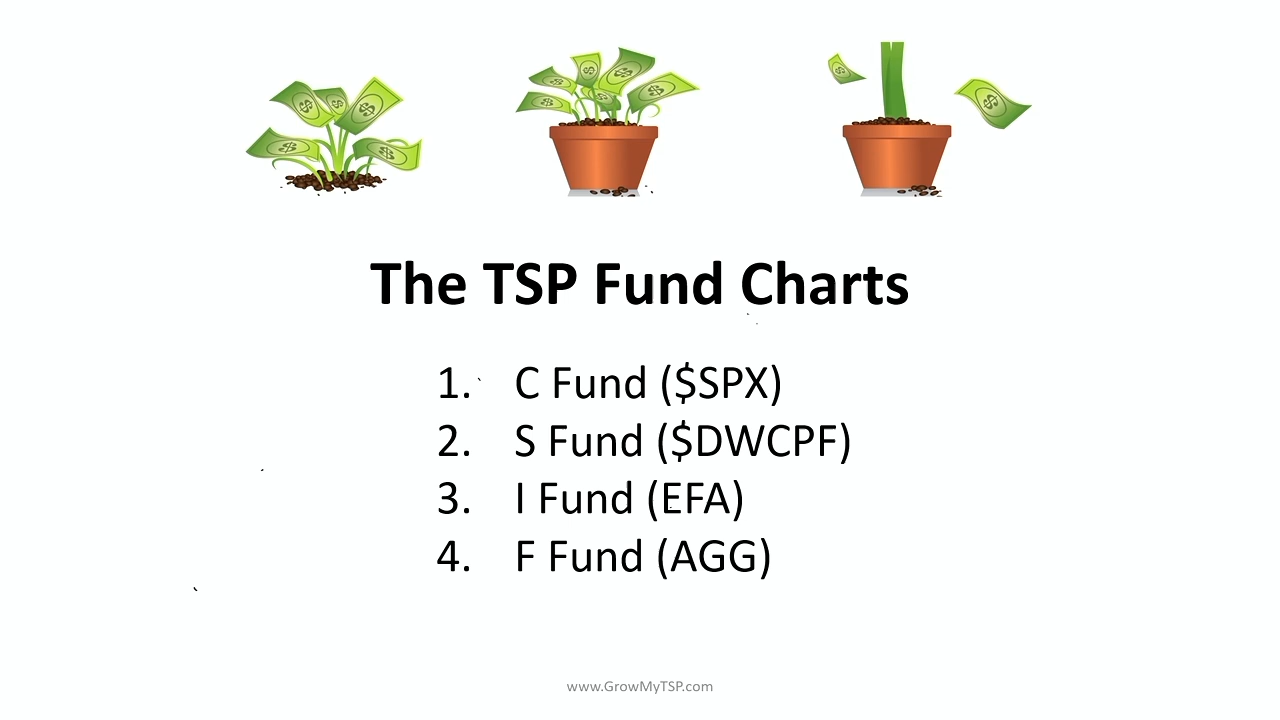 The TSP Fund Charts
1. C Fund ($SPX)
2. S Fund ($DWCPF)
3. I Fund (EFA)
4. F Fund (AGG)
www.GrowMyTSP.com